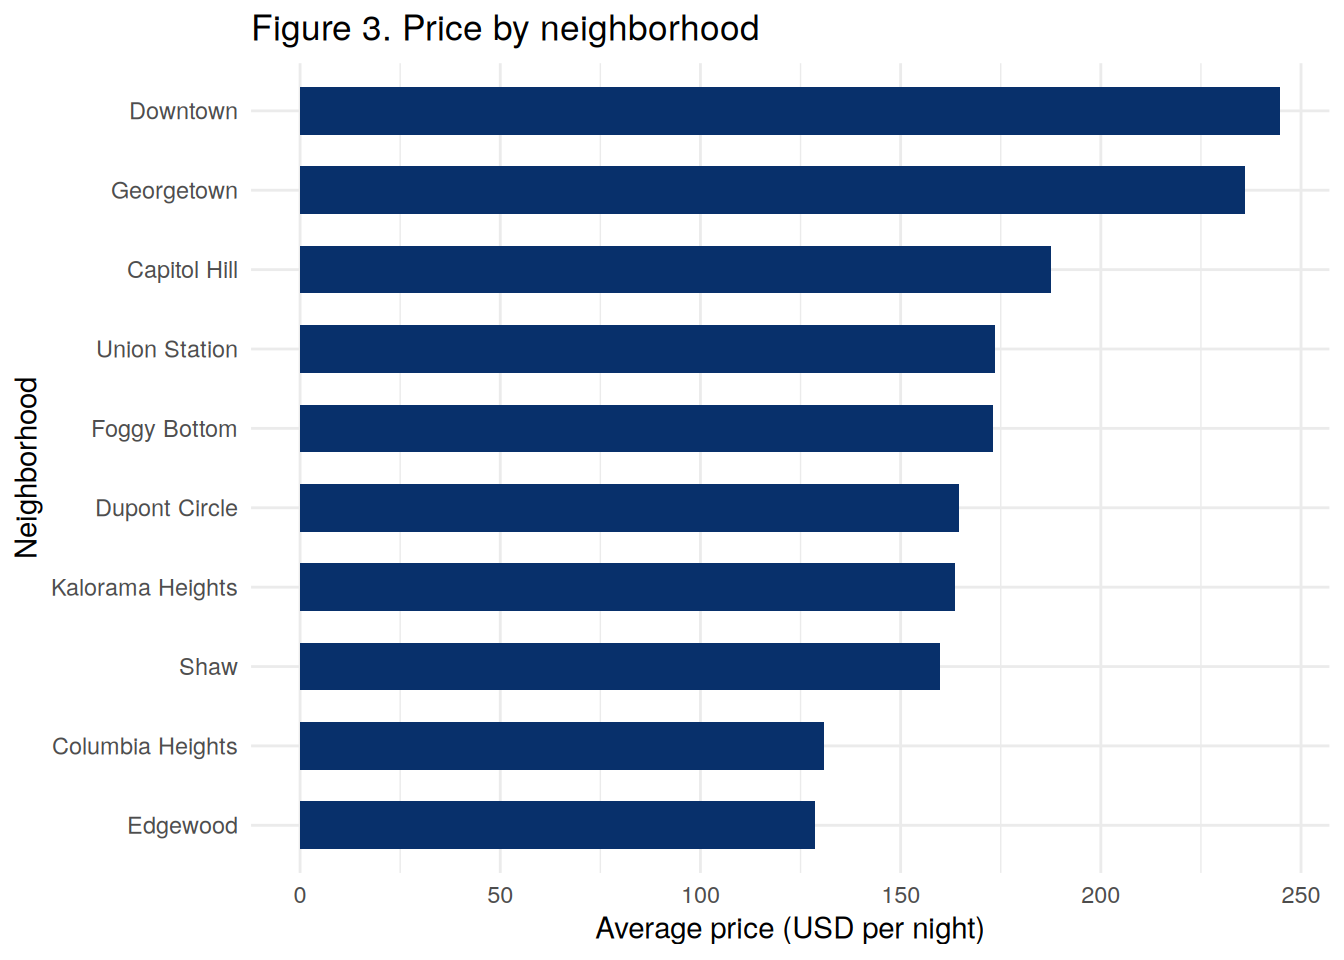 Figure 3. Price by neighborhood
Downtown
Georgetown
Capitol Hill
Union Station
Foggy Bottom
Dupont Circle
Kalorama Heights
Shaw
Columbia Heights
Edgewood
Neighborhood
0 50 100 150 200 250
Average price (USD per night)